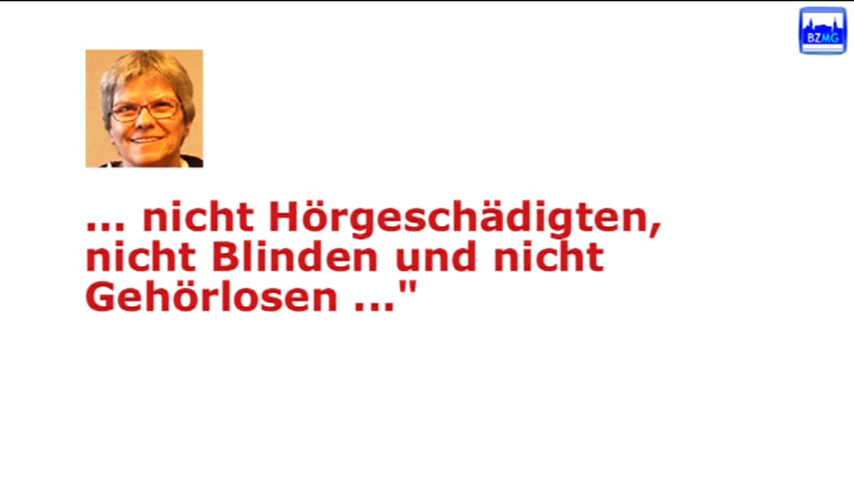 BZMG
... nicht Hörgeschädigten,
nicht Blinden und nicht
Gehörlosen ..."